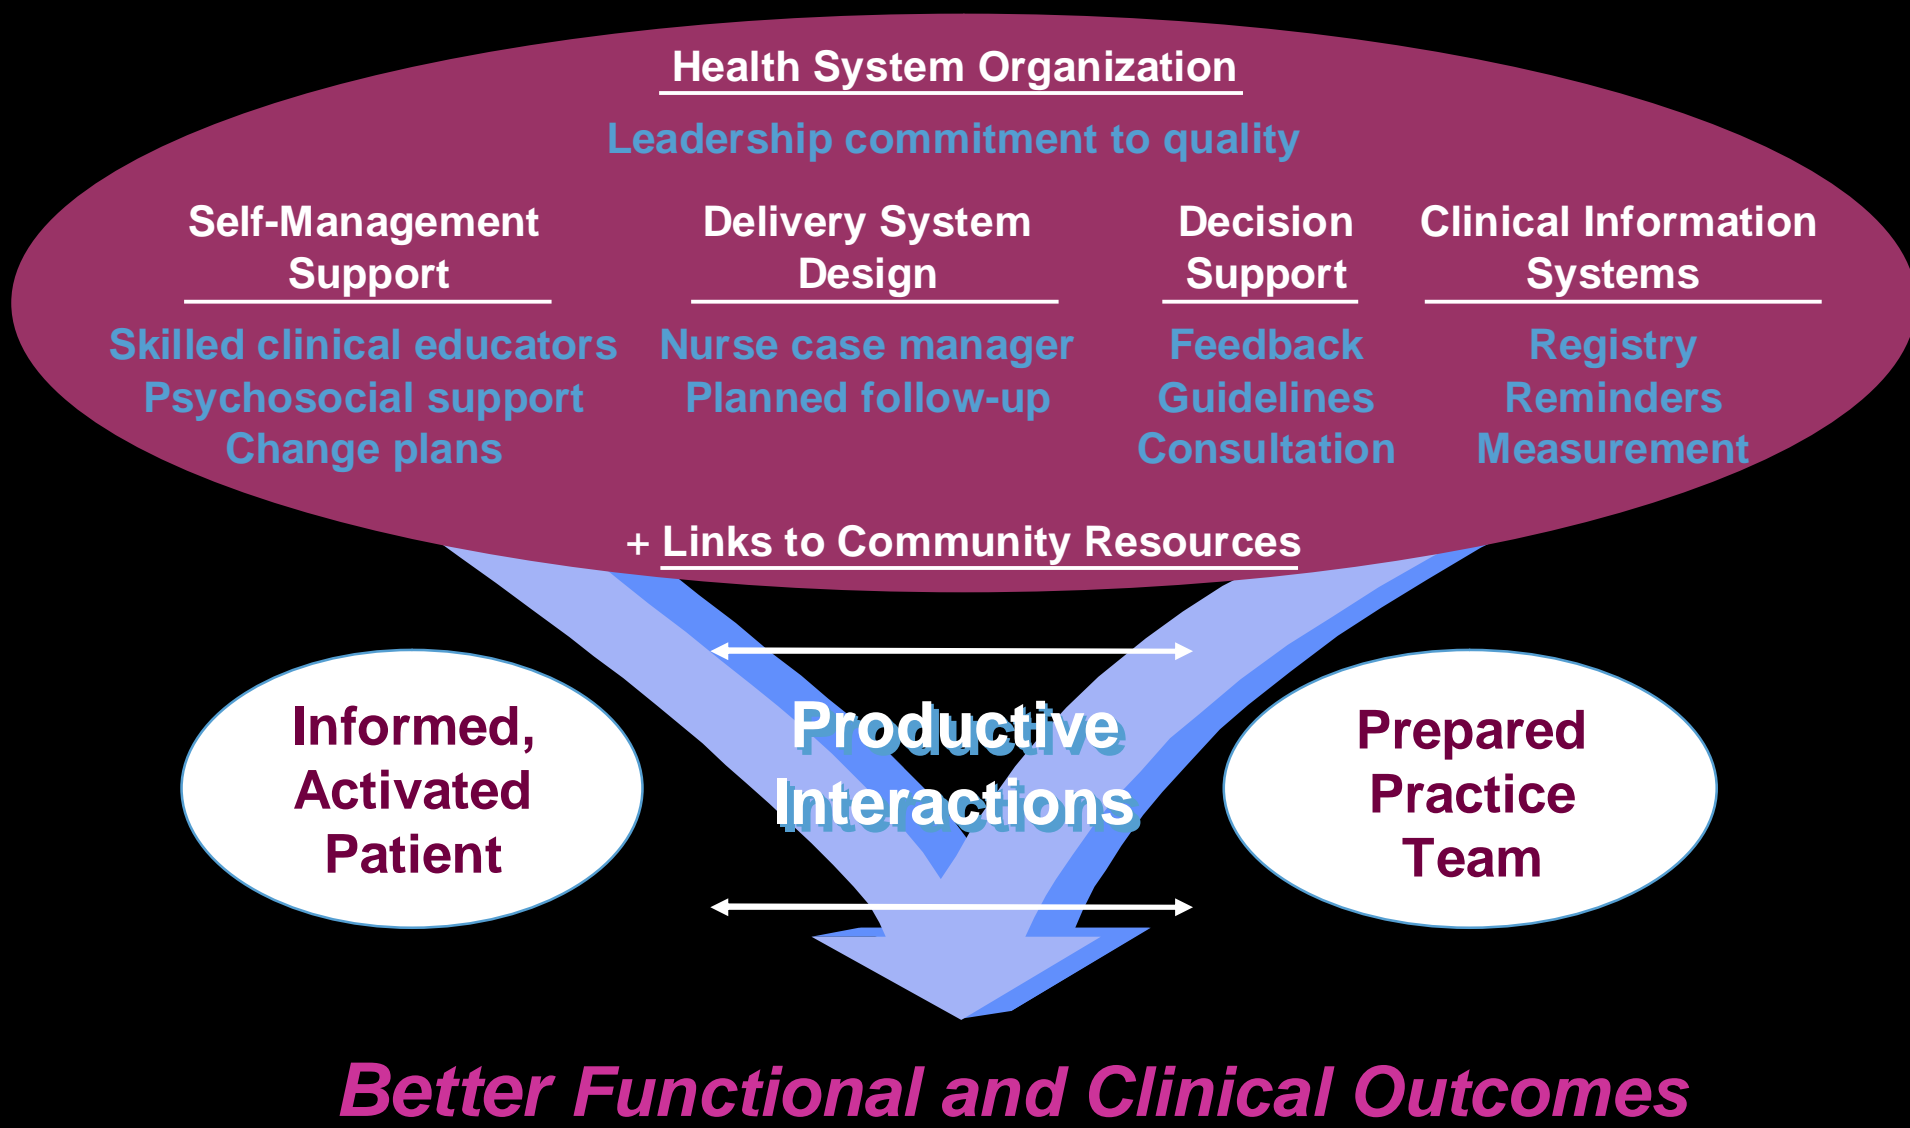 Health System Organization
Leadership commitment to quality
Self-Management
Support
Skilled clinical educators
Psychosocial support
Change plans
Delivery System
Design
Nurse case manager
Planned follow-up
Decision
Support
Feedback
Guidelines
Consultation
Clinical Information
Systems
Registry
Reminders
Measurement
+ Links to Community Resources
Informed,
Activated
Patient
Productive
Interactions
Prepared
Practice
Team
Better Functional and Clinical Outcomes